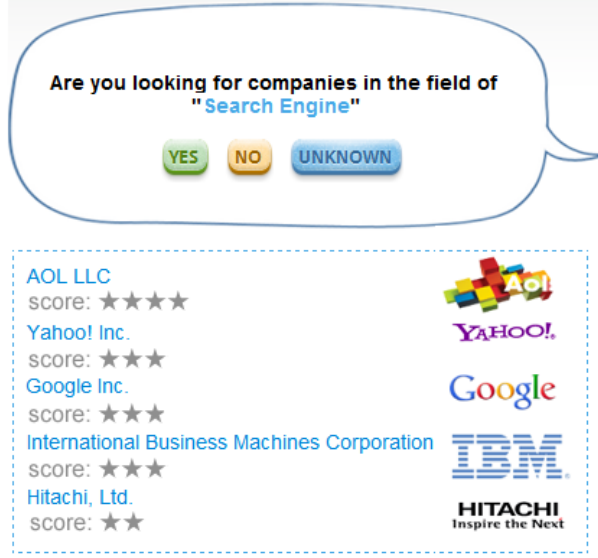 Are you looking for companies in the field of
"Search Engine"
YES NO UNKNOWN
AOL LLC
score: ★★★★
Aol.
Yahoo! Inc.
YAHOO!
score: ★★★
Google Inc.
Google
score: ★★★
International Business Machines Corporation
IBM
score: ★★★
Hitachi, Ltd.
HITACHI
score: ★★
Inspire the Next